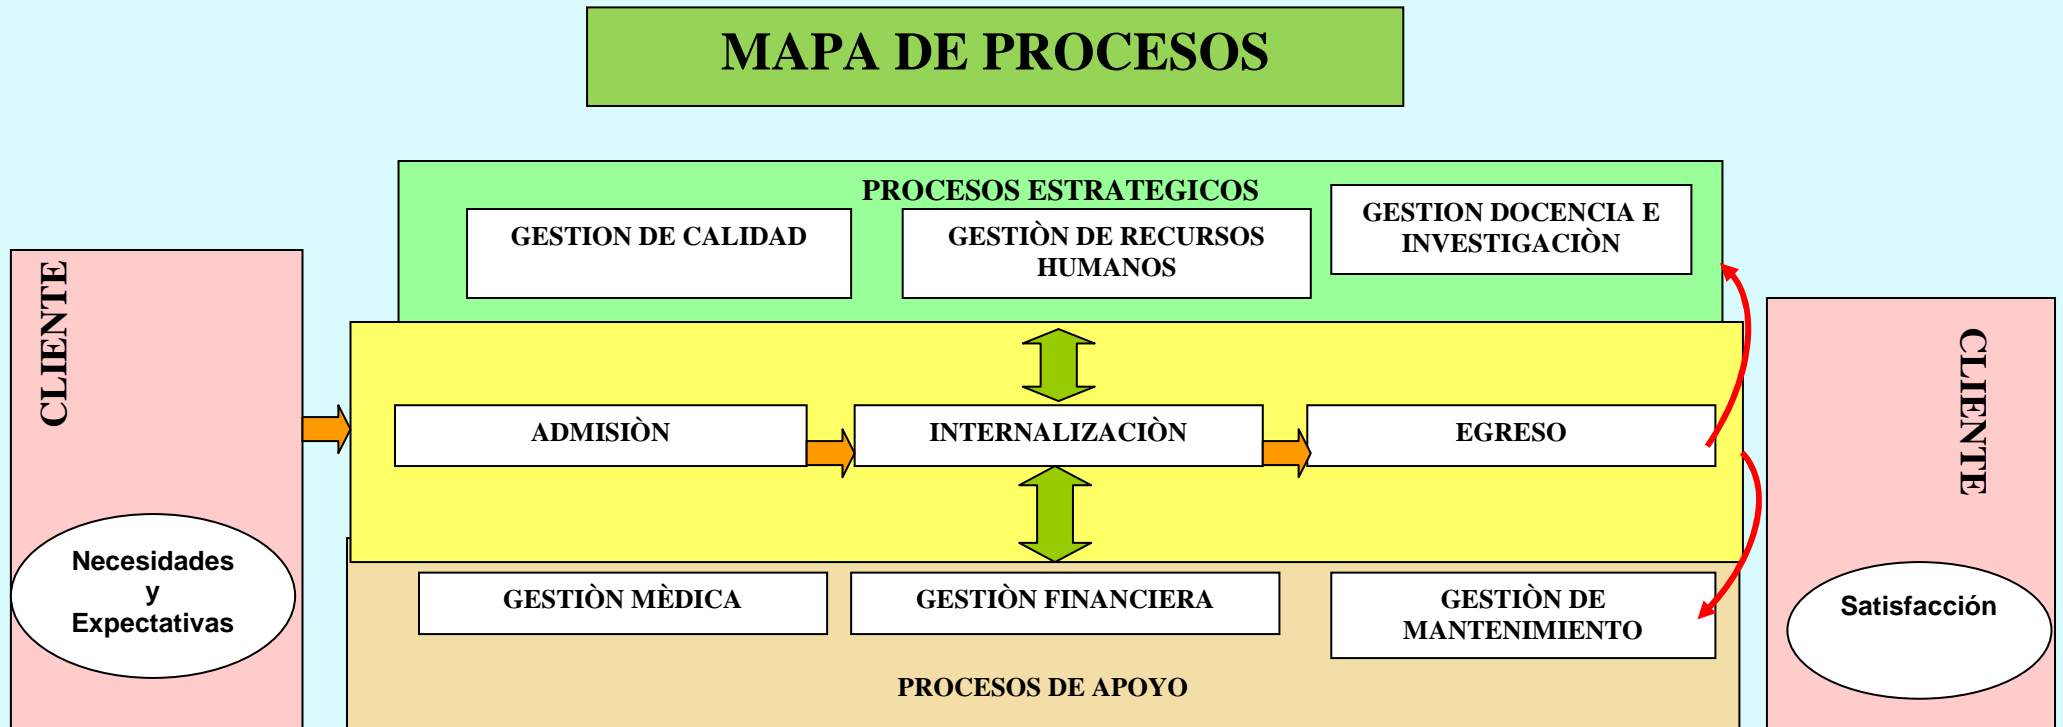 MAPA DE PROCESOS
PROCESOS ESTRATEGICOS
GESTION DE CALIDAD
GESTIÒN DE RECURSOS
HUMANOS
GESTION DOCENCIA E
INVESTIGACIÒN
CLIENTE
ADMISIÒN
INTERNALIZACIÒN
EGRESO
CLIENTE
Necesidades
y
Expectativas
GESTIÒN MÈDICA
GESTIÒN FINANCIERA
GESTIÒN DE
MANTENIMIENTO
Satisfacción
PROCESOS DE APOYO